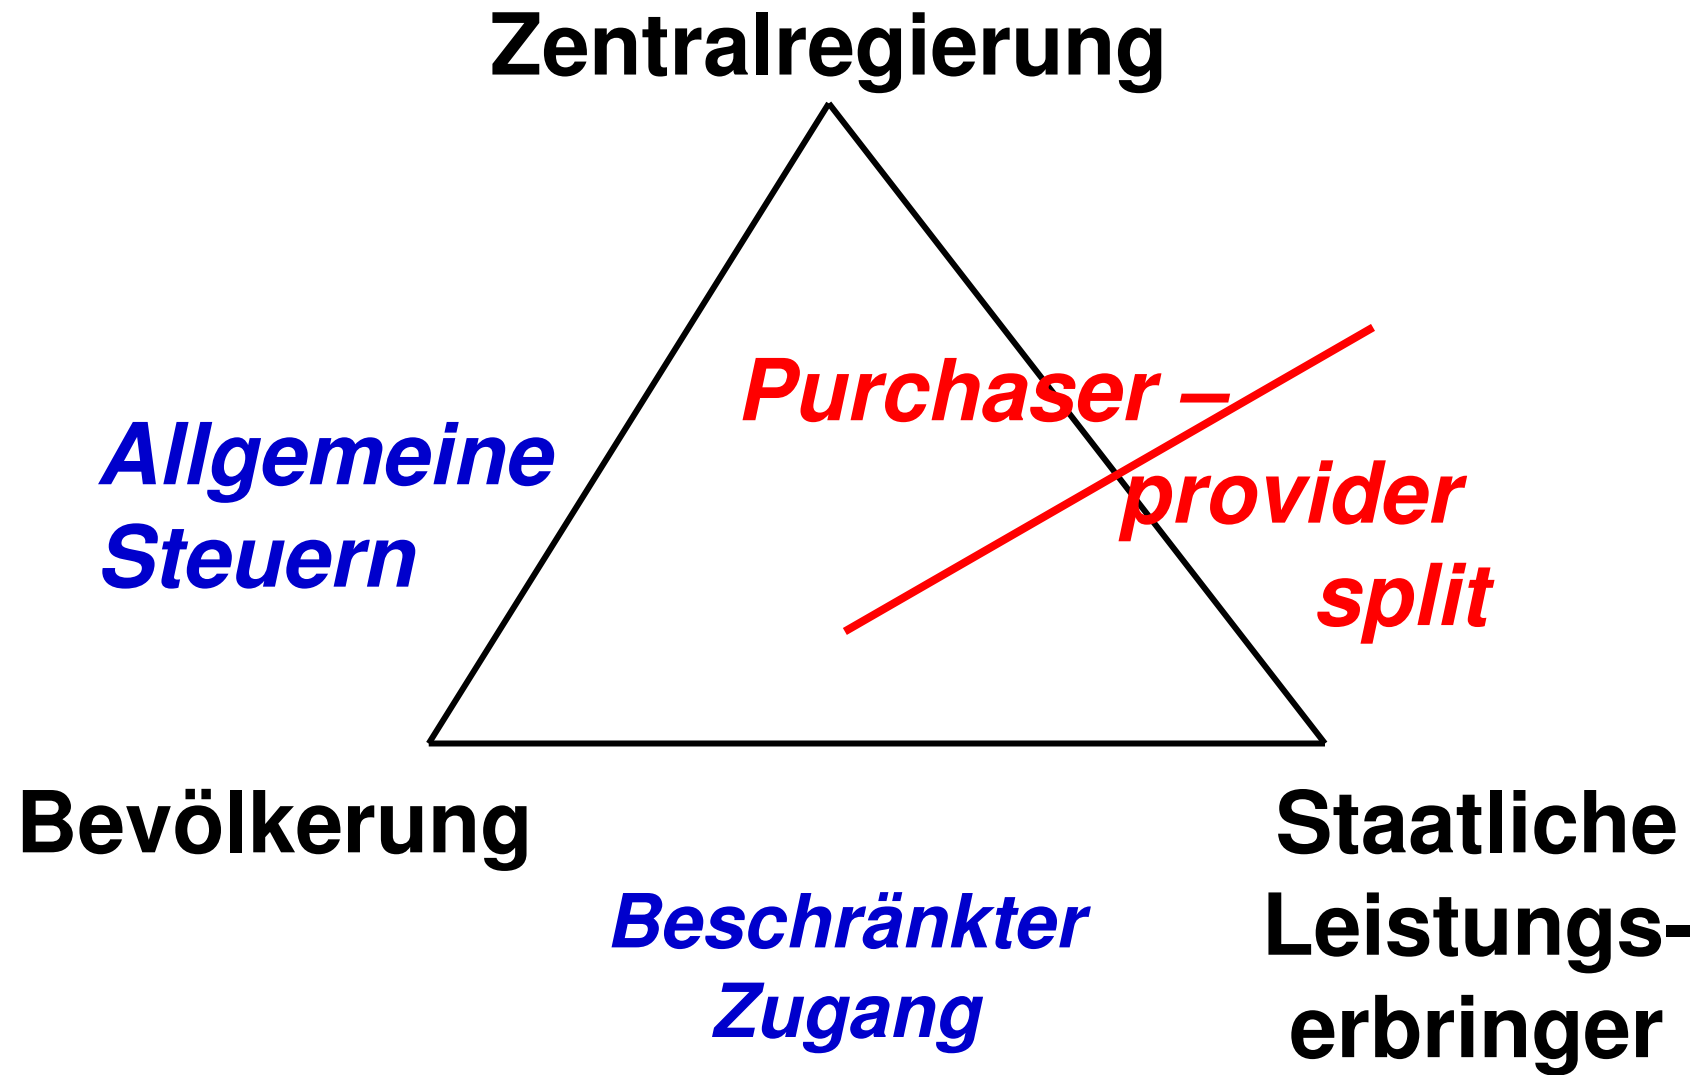 Zentralregierung
Purchaser –
provider
split
Allgemeine
Steuern
Bevölkerung
Beschränkter
Zugang
Staatliche
Leistungs-
erbringer